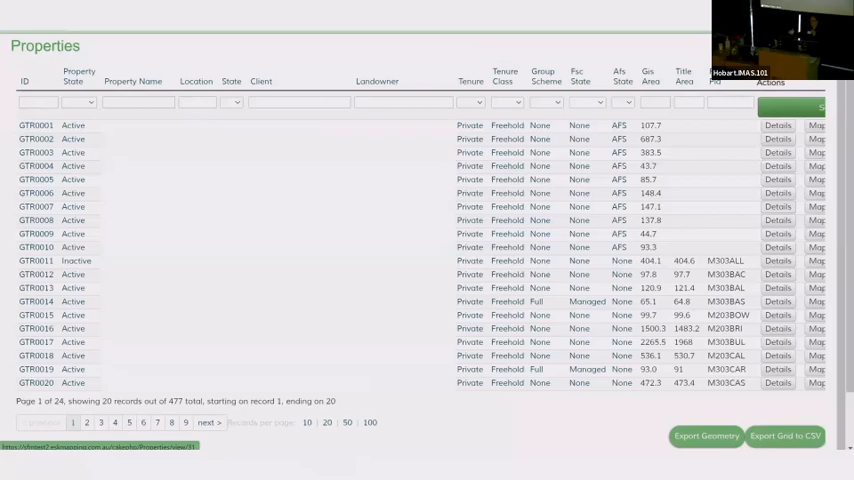 Hobart.IMAS.101
Properties
ID Property State Property Name Location State Client Landowner Tenure Tenure Class Group Scheme Fsc State Afs State Gis Area Title Area Pid Actions
GTR0001 Active Private Freehold None None AFS 107.7 Details Map
GTR0002 Active Private Freehold None None AFS 687.3 Details Map
GTR0003 Active Private Freehold None None AFS 383.5 Details Map
GTR0004 Active Private Freehold None None AFS 43.7 Details Map
GTR0005 Active Private Freehold None None AFS 85.7 Details Map
GTR0006 Active Private Freehold None None AFS 148.4 Details Map
GTR0007 Active Private Freehold None None AFS 147.1 Details Map
GTR0008 Active Private Freehold None None AFS 137.8 Details Map
GTR0009 Active Private Freehold None None AFS 44.7 Details Map
GTR0010 Active Private Freehold None None AFS 93.3 Details Map
GTR0011 Inactive Private Freehold None None None 404.1 404.6 M303ALL Details Map
GTR0012 Active Private Freehold None None None 97.8 97.7 M303BAC Details Map
GTR0013 Active Private Freehold None None None 120.9 121.4 M303BAL Details Map
GTR0014 Active Private Freehold Full Managed None 65.1 64.8 M303BAS Details Map
GTR0015 Active Private Freehold None None None 99.7 99.6 M203BOW Details Map
GTR0016 Active Private Freehold None None None 1500.3 1483.2 M203BRI Details Map
GTR0017 Active Private Freehold None None None 2265.5 1968 M303BUL Details Map
GTR0018 Active Private Freehold None None None 536.1 530.7 M203CAL Details Map
GTR0019 Active Private Freehold Full Managed None 93.0 91 M303CAR Details Map
GTR0020 Active Private Freehold None None None 472.3 473.4 M303CAS Details Map
Page 1 of 24, showing 20 records out of 477 total, starting on record 1, ending on 20
< previous 1 2 3 4 5 6 7 8 9 next > Records per page: 10 | 20 | 50 | 100
Export Geometry Export Grid to CSV